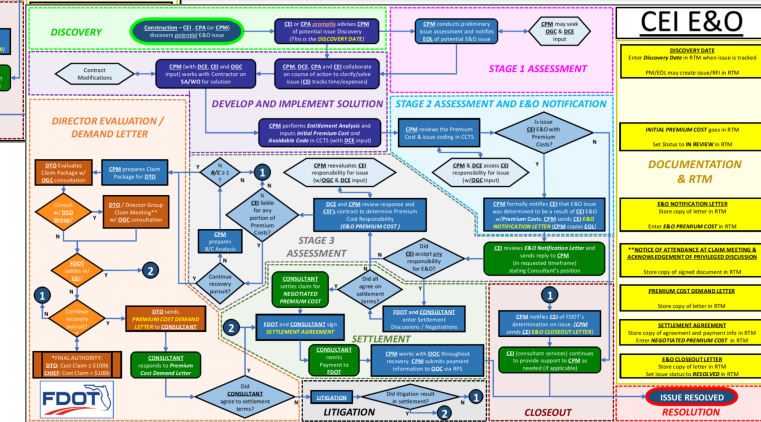 DISCOVERY
Construction – CEI, CPA (or CPM)
discovers potential E&O issue
CEI or CPA promptly advises CPM
of potential issue Discovery
(This is the DISCOVERY DATE)
CPM conducts preliminary
issue assessment and notifies
EOL of potential E&O issue
CPM may seek
OGC & DCE
input
STAGE 1 ASSESSMENT
Contract
Modifications
CPM (with DCE, CEI and OGC
input) works with Contractor on
SA/WO for solution
CPM, DCE, CPA and CEI collaborate
on course of action to clarify/solve
issue (CEI tracks time/expenses)
DEVELOP AND IMPLEMENT SOLUTION
CPM performs Entitlement Analysis and
inputs Initial Premium Cost and
Avoidable Code in CCTS (with DCE input)
STAGE 2 ASSESSMENT AND E&O NOTIFICATION
CPM reviews the Premium
Cost & issue coding in CCTS
Is issue
CEI E&O with
Premium
Costs?
N
Y
CPM & DCE assess CEI
responsibility for issue
(w/OGC input)
CPM formally notifies CEI that E&O issue
was determined to be a result of CEI E&O
w/Premium Costs. CPM sends CEI E&O
NOTIFICATION LETTER (CPM copies EOL)
DIRECTOR EVALUATION /
DEMAND LETTER
DTO Evaluates
Claim Package w/
OGC consultation
CPM prepares Claim
Package for DTO
Consult
w/ DTO
Group?
Y
DTO / Director Group
Claim Meeting**
w/ OGC consultation
N
FDOT
settles w/
CEI?
Y
2
N
1
N
Continue
recovery
pursuit?
Y
DTO sends
PREMIUM COST DEMAND
LETTER to CONSULTANT
*FINAL AUTHORITY:
DTO: Cost Claim ≤ $100k
CHIEF: Cost Claim > $100k
CONSULTANT
responds to Premium
Cost Demand Letter
FDOT
Is
B/C ≥ 1
?
1
Y
N
N
Is
CEI liable
for any
portion of
Premium
Costs?
Y
CPM
prepares
B/C Analysis
Continue
recovery
pursuit?
Y
N
CPM reevaluates CEI
responsibility for issue
(w/OGC & DCE input)
DCE and CPM review response and
CEI's contract to determine Premium
Cost Responsibility
(E&O PREMIUM COST)
STAGE 3
ASSESSMENT
N
Did
CEI accept any
responsibility
for E&O?
Y
CEI reviews E&O Notification Letter and
sends reply to CPM
(in requested timeframe)
stating Consultant's position
CONSULTANT
settles claim for
NEGOTIATED
PREMIUM COST
Y
Did all
agree on
settlement
terms?
N
FDOT and CONSULTANT
enter Settlement
Discussions / Negotiations
2
FDOT and CONSULTANT sign
SETTLEMENT AGREEMENT
SETTLEMENT
CONSULTANT
remits
Payment to
FDOT
CPM works with OOC throughout
recovery. CPM submits payment
information to OOC via RPS
Y
Did
CONSULTANT
agree to settlement
terms?
N
LITIGATION
Did litigation result
in settlement?
N
1
Y
2
LITIGATION
1
CPM notifies CEI of FDOT's
determination on issue. (CPM
sends CEI E&O CLOSEOUT LETTER)
CEI (consultant services) continues
to provide support to CPM as
needed (if applicable)
CLOSEOUT
CEI E&O
DISCOVERY DATE
Enter Discovery Date in RTM when issue is tracked
PM/EOL may create issue/RFI in RTM
INITIAL PREMIUM COST goes in RTM
Set Status to IN REVIEW in RTM
DOCUMENTATION
& RTM
E&O NOTIFICATION LETTER
Store copy of letter in RTM
Enter E&O PREMIUM COST in RTM
**NOTICE OF ATTENDANCE AT CLAIM MEETING &
ACKNOWLEDGEMENT OF PRIVILEGED DISCUSSION
Store copy of signed document in RTM
PREMIUM COST DEMAND LETTER
Store copy of letter in RTM
SETTLEMENT AGREEMENT
Store copy of agreement and payment info in RTM
Enter NEGOTIATED PREMIUM COST in RTM
E&O CLOSEOUT LETTER
Store copy of letter in RTM
Set issue status to RESOLVED in RTM
ISSUE RESOLVED
RESOLUTION